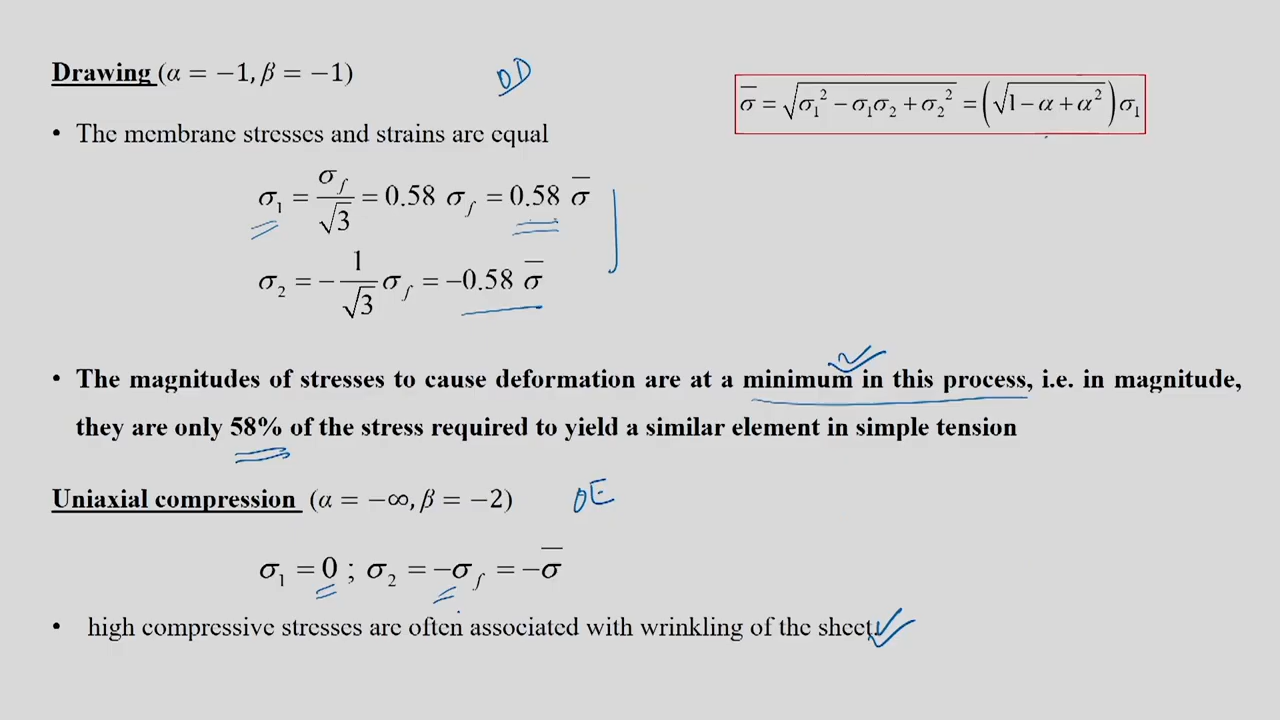 Drawing (α = −1, β = −1)
OD
σ̄ = √(σ₁² − σ₁σ₂ + σ₂²) = (√(1 − α + α²)) σ₁
• The membrane stresses and strains are equal
σ₁ = σ_f / √3 = 0.58 σ_f = 0.58 σ̄
σ₂ = − 1/√3 σ_f = −0.58 σ̄
• The magnitudes of stresses to cause deformation are at a minimum in this process, i.e. in magnitude,
they are only 58% of the stress required to yield a similar element in simple tension
Uniaxial compression (α = −∞, β = −2)
OE
σ₁ = 0 ; σ₂ = −σ_f = −σ̄
• high compressive stresses are often associated with wrinkling of the sheet.